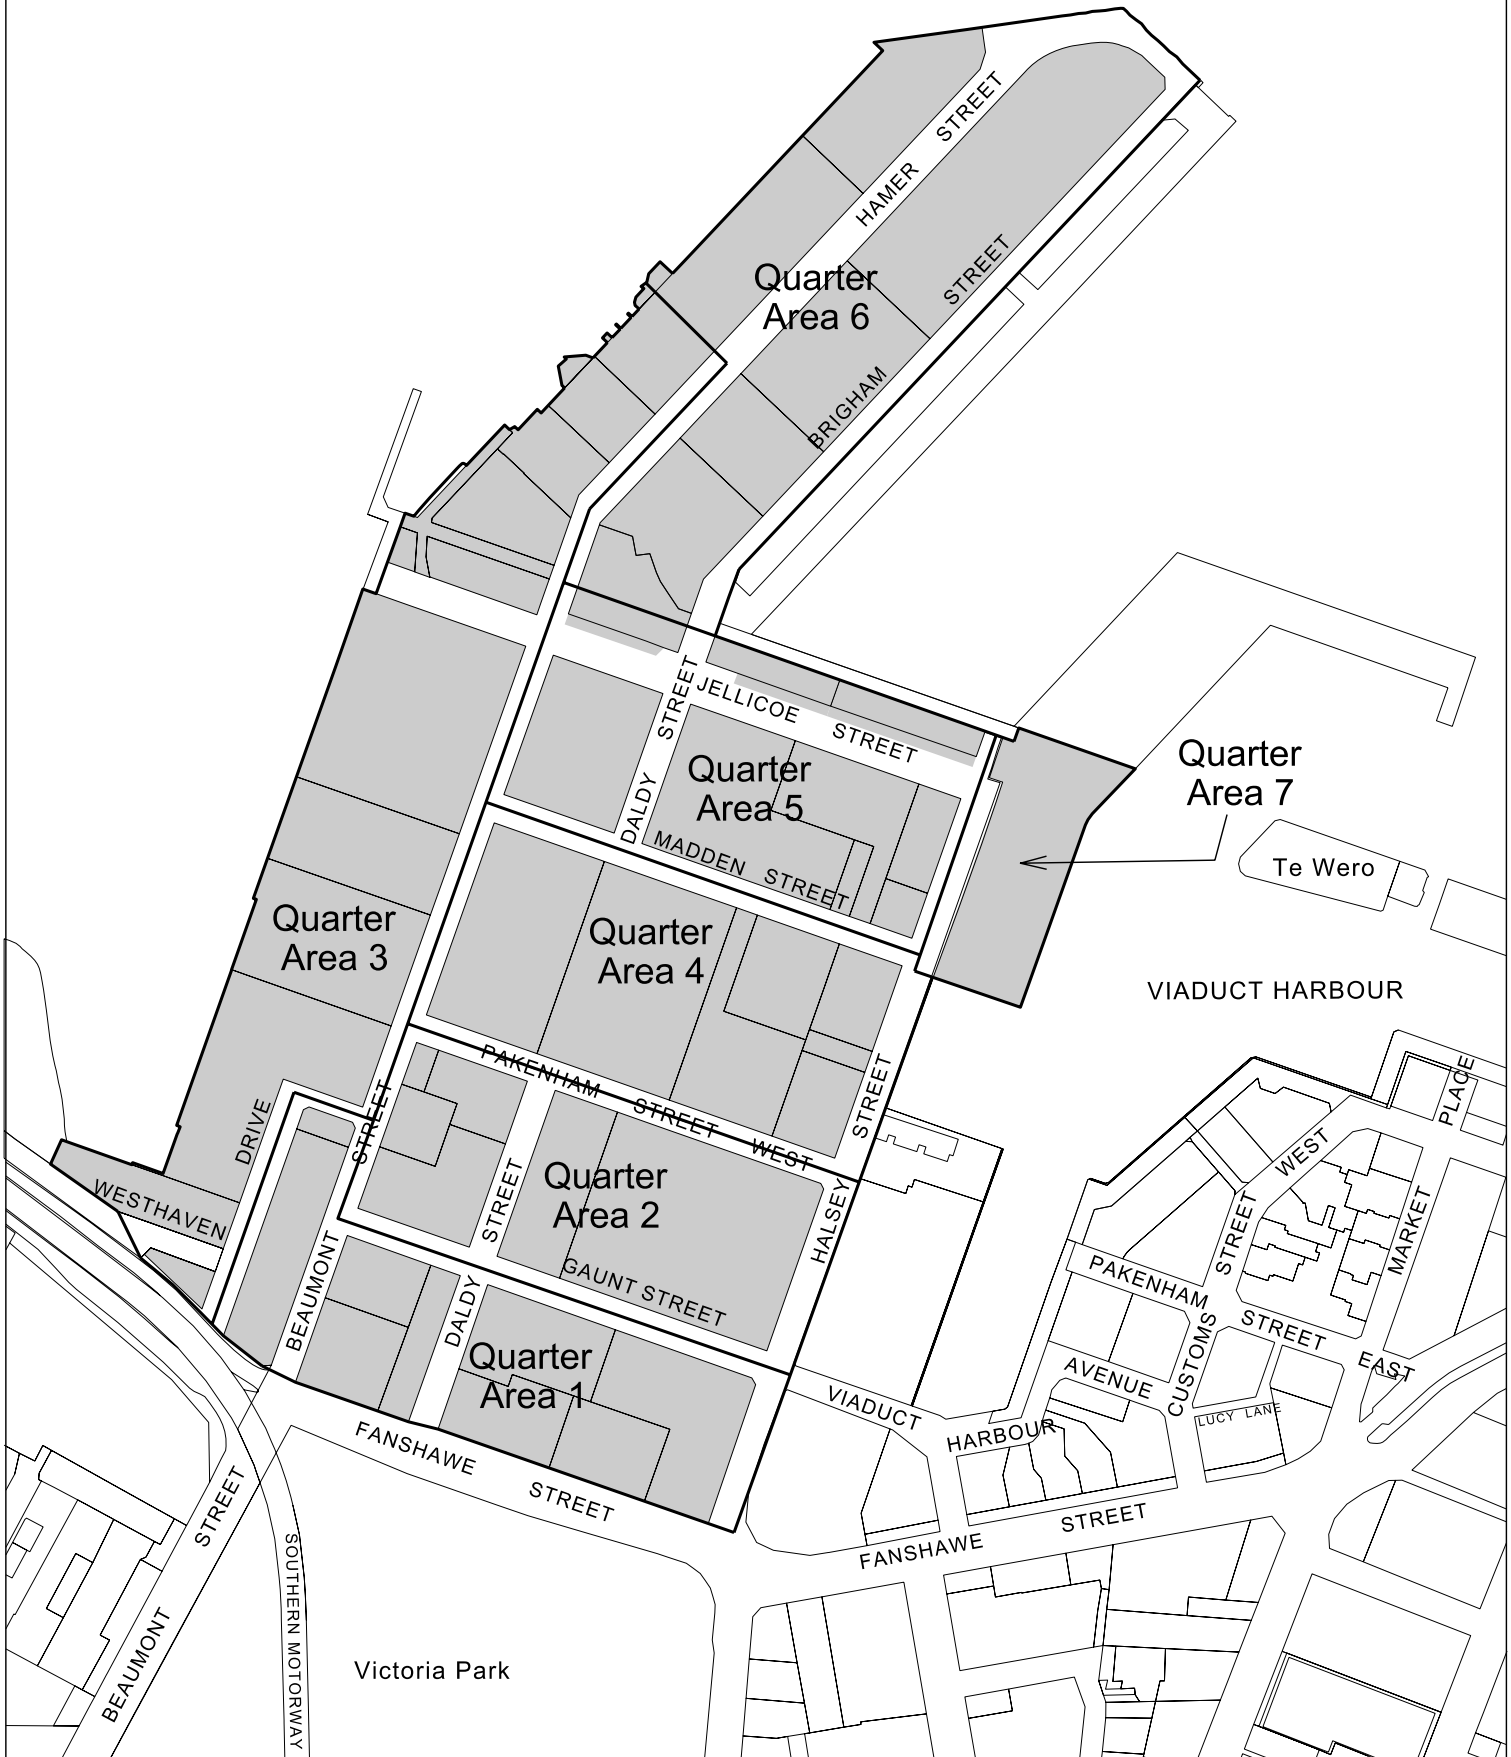 STREET
HAMER
STREET
Quarter
Area 6
BRIGHAM
STREET
JELLICOE STREET
Quarter
Area 5
Quarter
Area 7
DALDY
MADDEN STREET
Te Wero
Quarter
Area 3
Quarter
Area 4
VIADUCT HARBOUR
PAKENHAM STREET WEST
STREET
STREET
DRIVE
PLACE
WEST
WESTHAVEN
Quarter
Area 2
STREET
HALSEY
STREET
MARKET
BEAUMONT
GAUNT STREET
DALDY
PAKENHAM STREET EAST
CUSTOMS
Quarter
Area 1
AVENUE
VIADUCT
HARBOUR
LUCY LANE
FANSHAWE STREET
STREET
FANSHAWE STREET
SOUTHERN MOTORWAY
BEAUMONT
Victoria Park